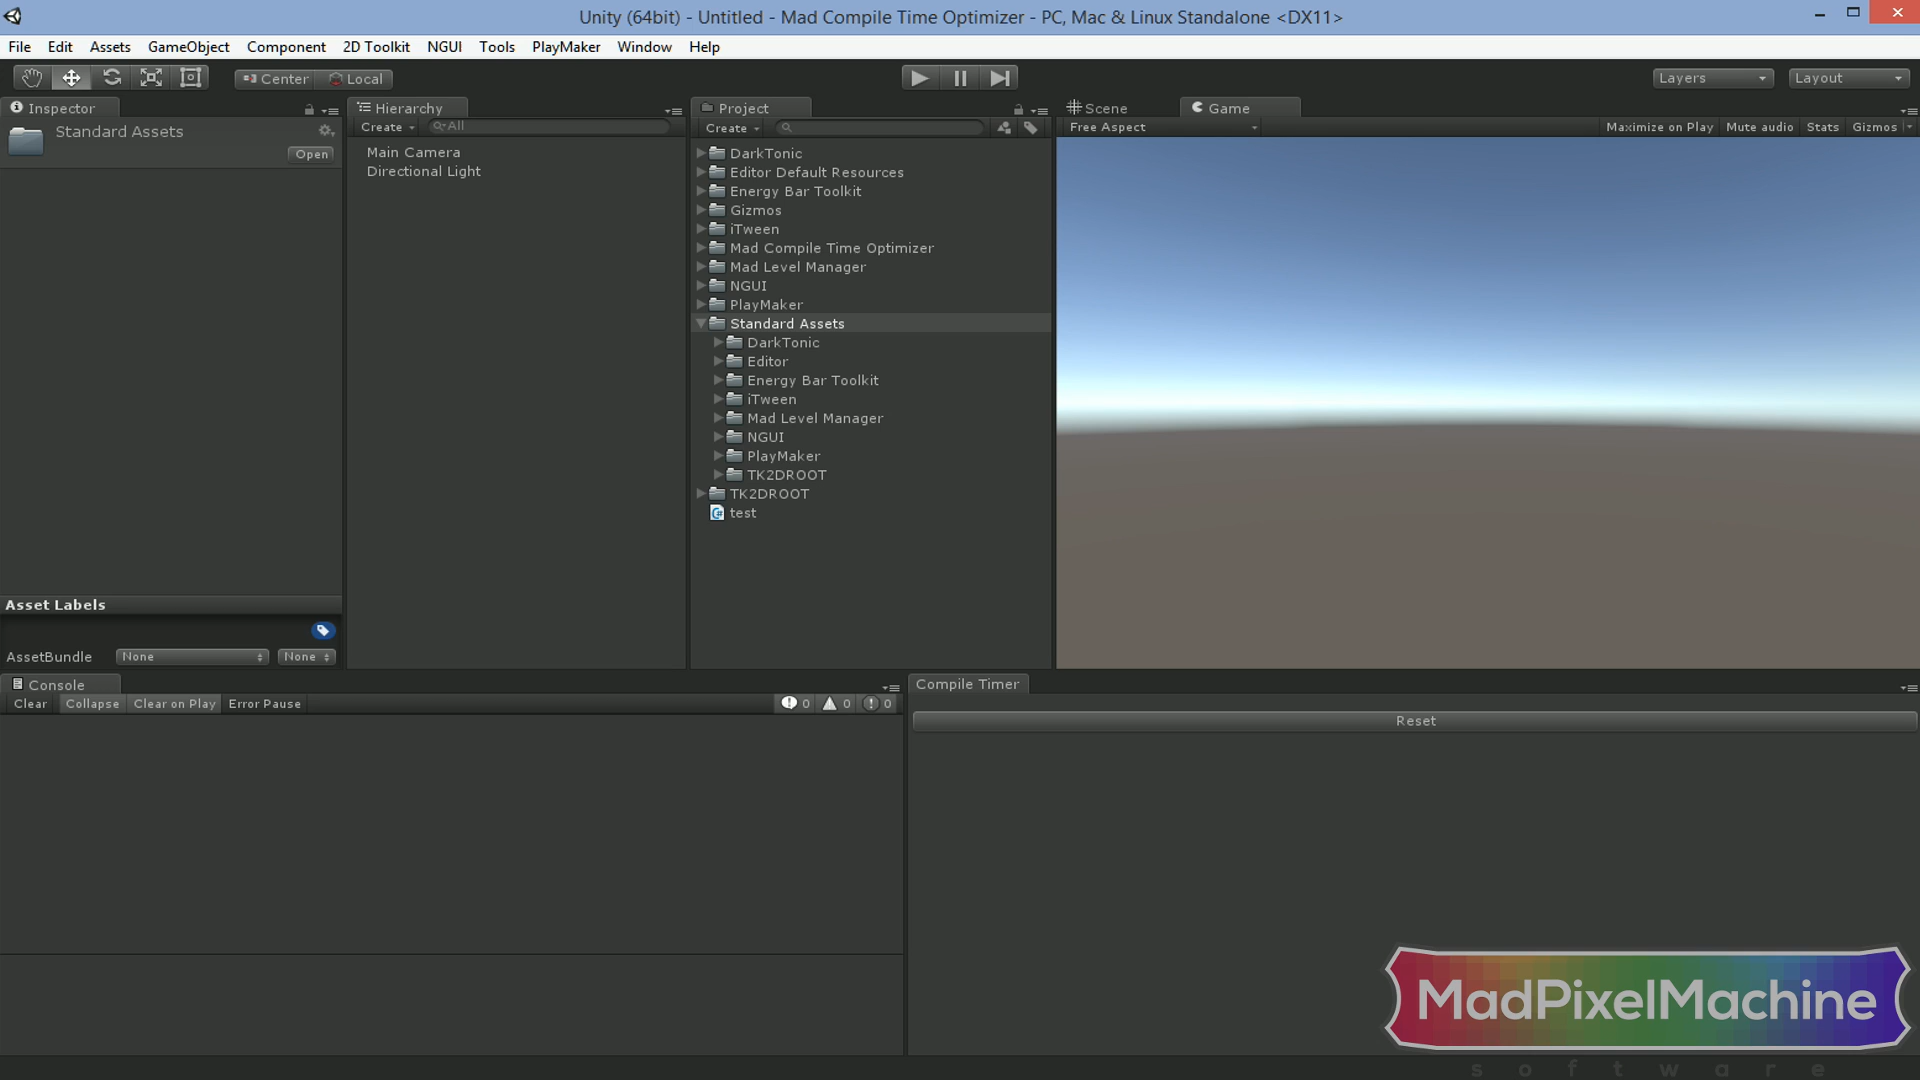 Unity (64bit) - Untitled - Mad Compile Time Optimizer - PC, Mac & Linux Standalone <DX11>
File Edit Assets GameObject Component 2D Toolkit NGUI Tools PlayMaker Window Help
Center Local Layers Layout
Inspector
Standard Assets
Open
Asset Labels
AssetBundle None None
Hierarchy
Create All
Main Camera
Directional Light
Project
Create
DarkTonic
Editor Default Resources
Energy Bar Toolkit
Gizmos
iTween
Mad Compile Time Optimizer
Mad Level Manager
NGUI
PlayMaker
Standard Assets
DarkTonic
Editor
Energy Bar Toolkit
iTween
Mad Level Manager
NGUI
PlayMaker
TK2DROOT
TK2DROOT
test
Scene Game
Free Aspect Maximize on Play Mute audio Stats Gizmos
Console
Clear Collapse Clear on Play Error Pause 0 0 0
Compile Timer
Reset
MadPixelMachine
software